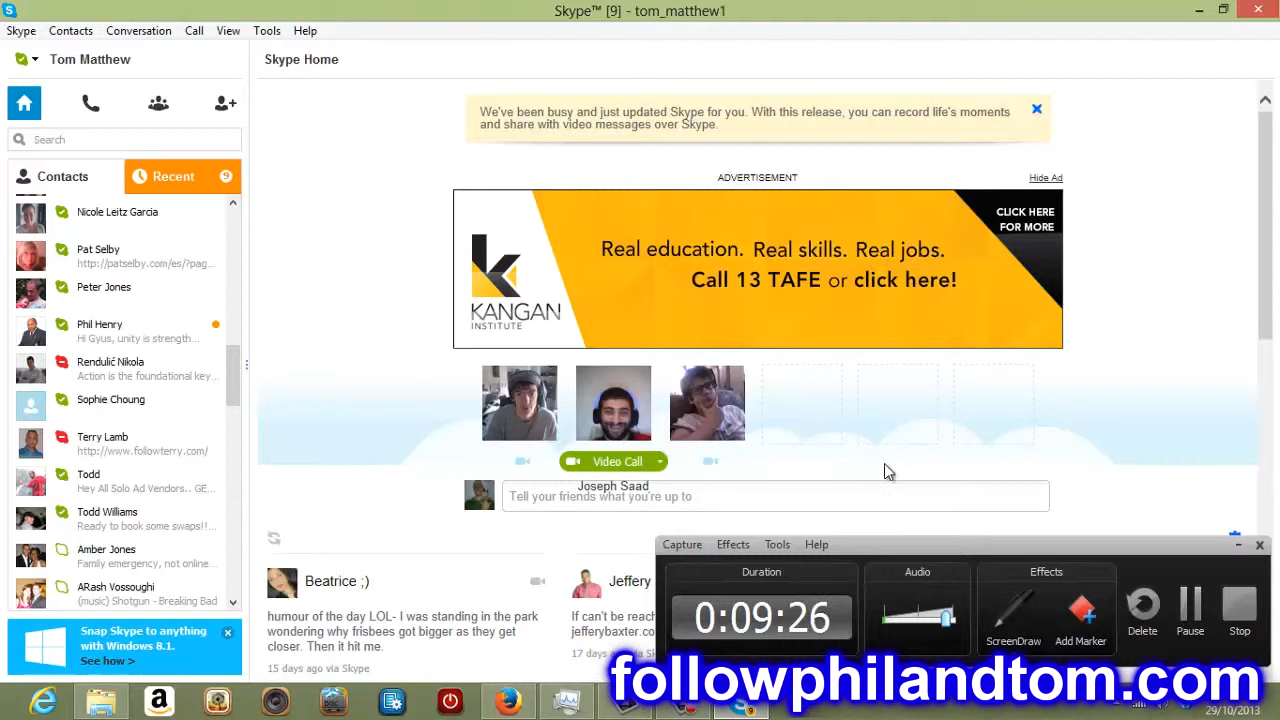 Skype™ [9] - tom_matthew1
Skype Contacts Conversation Call View Tools Help
Tom Matthew
Search
Contacts
Recent 9
Nicole Leitz Garcia
Pat Selby
http://patselby.com/es/?pag...
Peter Jones
Phil Henry
Hi Gyus, unity is strength...
Rendulić Nikola
Action is the foundational key...
Sophie Choung
Terry Lamb
http://www.followterry.com/
Todd
Hey All Solo Ad Vendors.. GE...
Todd Williams
Ready to book some swaps!!...
Amber Jones
Family emergency, not online...
ARash Vossoughi
(music) Shotgun - Breaking Bad
Snap Skype to anything
with Windows 8.1.
See how >
Skype Home
We've been busy and just updated Skype for you. With this release, you can record life's moments
and share with video messages over Skype.
ADVERTISEMENT
Hide Ad
KANGAN
INSTITUTE
Real education. Real skills. Real jobs.
Call 13 TAFE or click here!
CLICK HERE
FOR MORE
Video Call
Joseph Saad
Tell your friends what you're up to
Beatrice ;)
humour of the day LOL- I was standing in the park
wondering why frisbees got bigger as they get
closer. Then it hit me.
15 days ago via Skype
Jeffery
If can't be reach
jefferybaxter.co
17 days ago
Capture Effects Tools Help
Duration
0:09:26
Audio
Effects
ScreenDraw
Add Marker
Delete
Pause
Stop
followphilandtom.com
29/10/2013